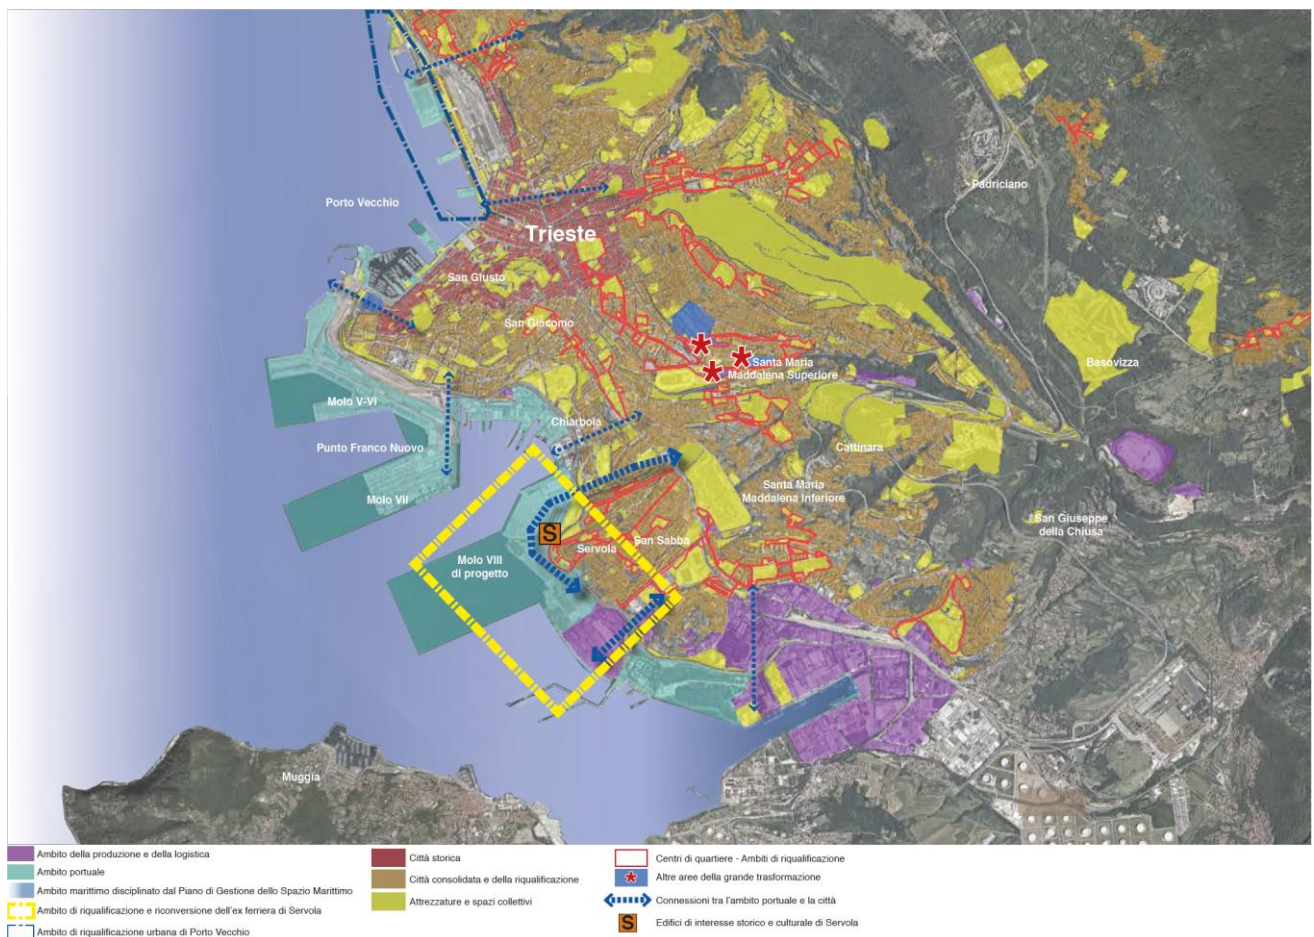 Padriciano
Porto Vecchio
Trieste
San Giusto
San Giacomo
Santa Maria
Maddalena Superiore
Basovizza
Molo V-VI
Chiarbola
Punto Franco Nuovo
Cattinara
Santa Maria
Maddalena Inferiore
Molo VII
San Giuseppe
della Chiusa
S
Servola
San Sabba
Molo VIII
di progetto
Muggia
Ambito della produzione e della logistica
Ambito portuale
Ambito marittimo disciplinato dal Piano di Gestione dello Spazio Marittimo
Ambito di riqualificazione e riconversione dell'ex ferriera di Servola
Ambito di riqualificazione urbana di Porto Vecchio
Città storica
Città consolidata e della riqualificazione
Attrezzature e spazi collettivi
Centri di quartiere - Ambiti di riqualificazione
Altre aree della grande trasformazione
Connessioni tra l'ambito portuale e la città
S Edifici di interesse storico e culturale di Servola